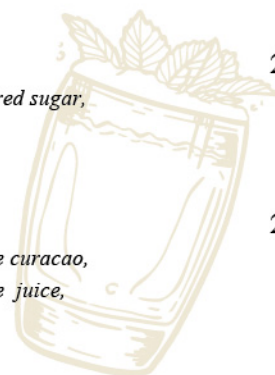 red sugar,
e curacao,
e juice,